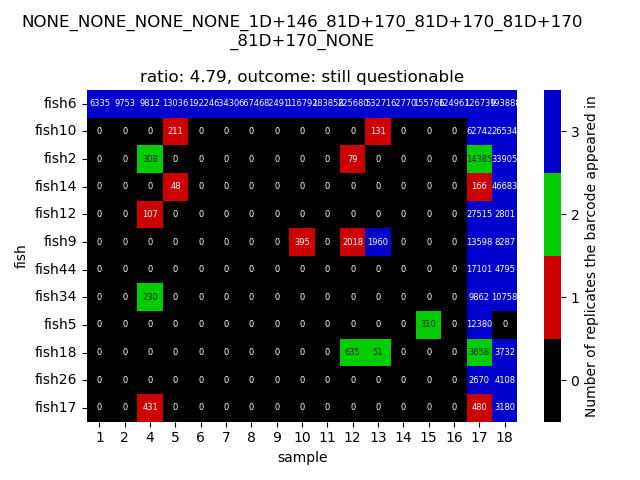 NONE_NONE_NONE_NONE_1D+146_81D+170_81D+170_81D+170
_81D+170_NONE
ratio: 4.79, outcome: still questionable
fish6 6335 9753 9812
fish10 0 0 0 211 0 0 0 0 0 0 0 131 0 0 0 62742 26534
fish2 0 0 308 0 0 0 0 0 0 0 79 0 0 0 0 14385 33905
fish14 0 0 0 48 0 0 0 0 0 0 0 0 0 0 0 166 46683
fish12 0 0 107 0 0 0 0 0 0 0 0 0 0 0 0 27515 2801
fish9 0 0 0 0 0 0 0 0 395 0 2018 1960 0 0 0 13598 8287
fish44 0 0 0 0 0 0 0 0 0 0 0 0 0 0 0 17101 4795
fish34 0 0 230 0 0 0 0 0 0 0 0 0 0 0 0 9862 10758
fish5 0 0 0 0 0 0 0 0 0 0 0 0 0 310 0 12380 0
fish18 0 0 0 0 0 0 0 0 0 0 635 51 0 0 0 3658 3732
fish26 0 0 0 0 0 0 0 0 0 0 0 0 0 0 0 2670 4108
fish17 0 0 431 0 0 0 0 0 0 0 0 0 0 0 0 480 3180
1 2 4 5 6 7 8 9 10 11 12 13 14 15 16 17 18
sample
fish
3
2
1
0
Number of replicates the barcode appeared in